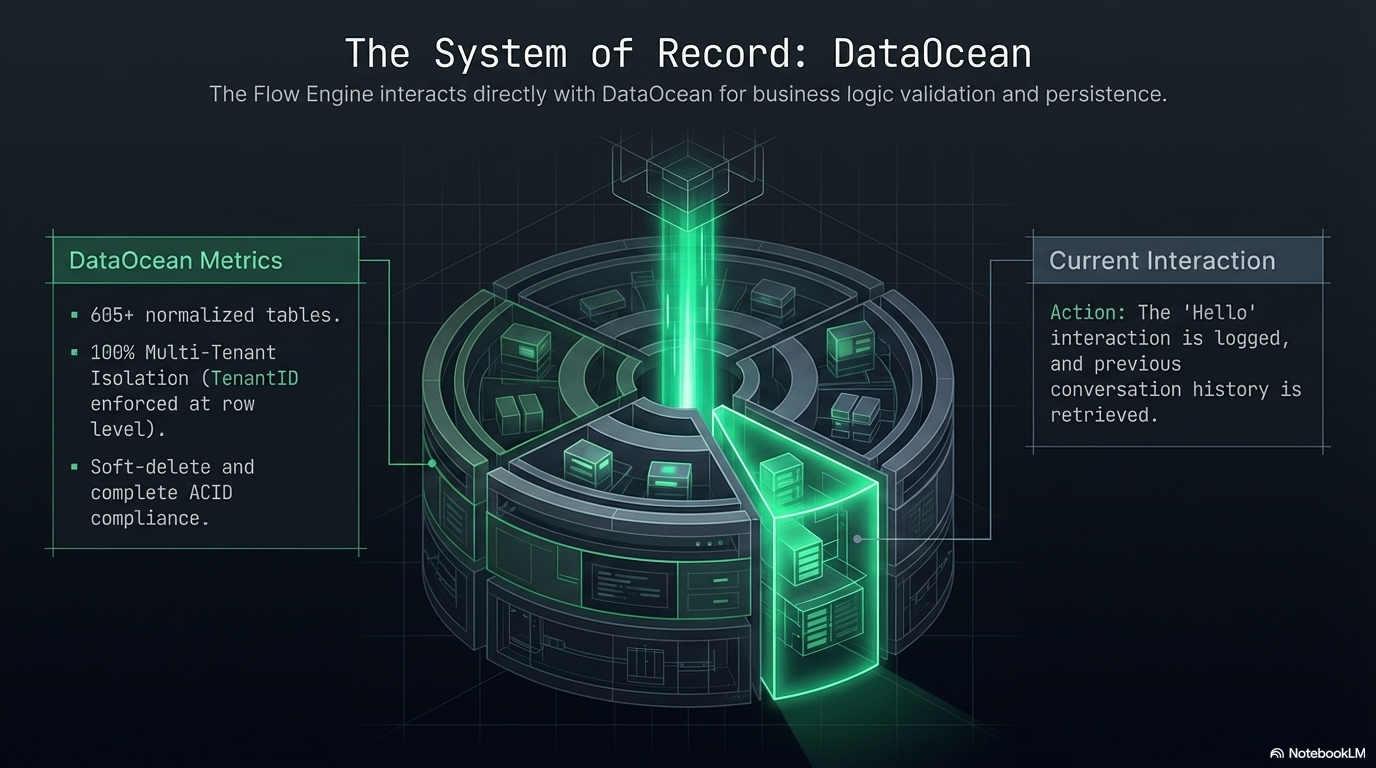 The System of Record: DataOcean
The Flow Engine interacts directly with DataOcean for business logic validation and persistence.
DataOcean Metrics
▪ 605+ normalized tables.
▪ 100% Multi-Tenant
Isolation (TenantID
enforced at row
level).
▪ Soft-delete and
complete ACID
compliance.
Current Interaction
Action: The 'Hello'
interaction is logged,
and previous
conversation history is
retrieved.
NotebookLM